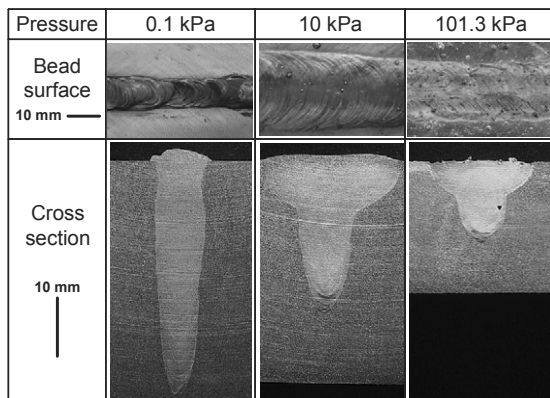 Pressure 0.1 kPa 10 kPa 101.3 kPa
Bead
surface
10 mm
Cross
section
10 mm